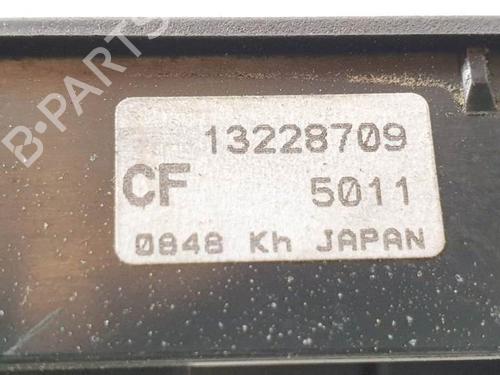 B-PARTS
13228709
CF 5011
0848 Kh JAPAN